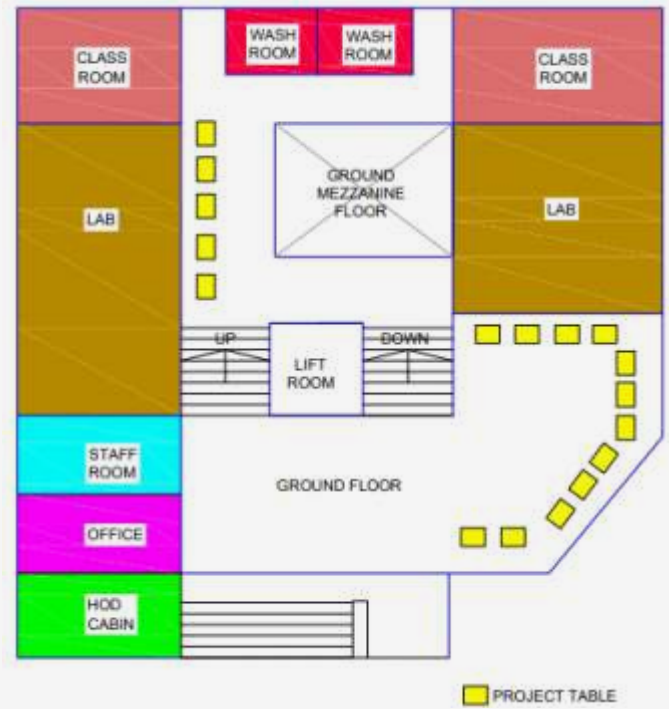 CLASS
ROOM
WASH
ROOM
WASH
ROOM
CLASS
ROOM
LAB
GROUND
MEZZANINE
FLOOR
LAB
UP
LIFT
ROOM
DOWN
STAFF
ROOM
GROUND FLOOR
OFFICE
HOD
CABIN
PROJECT TABLE